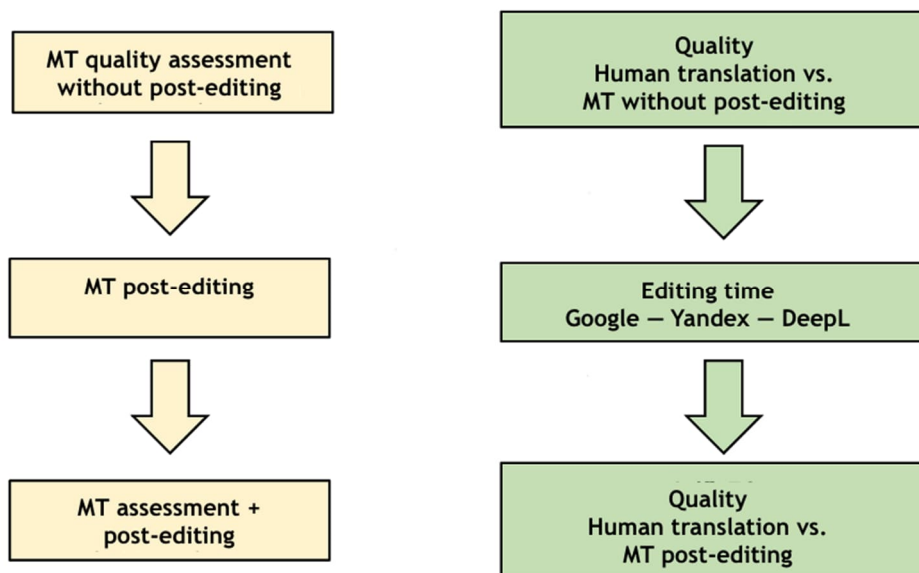 MT quality assessment
without post-editing
MT post-editing
MT assessment +
post-editing
Quality
Human translation vs.
MT without post-editing
Editing time
Google — Yandex — DeepL
Quality
Human translation vs.
MT post-editing